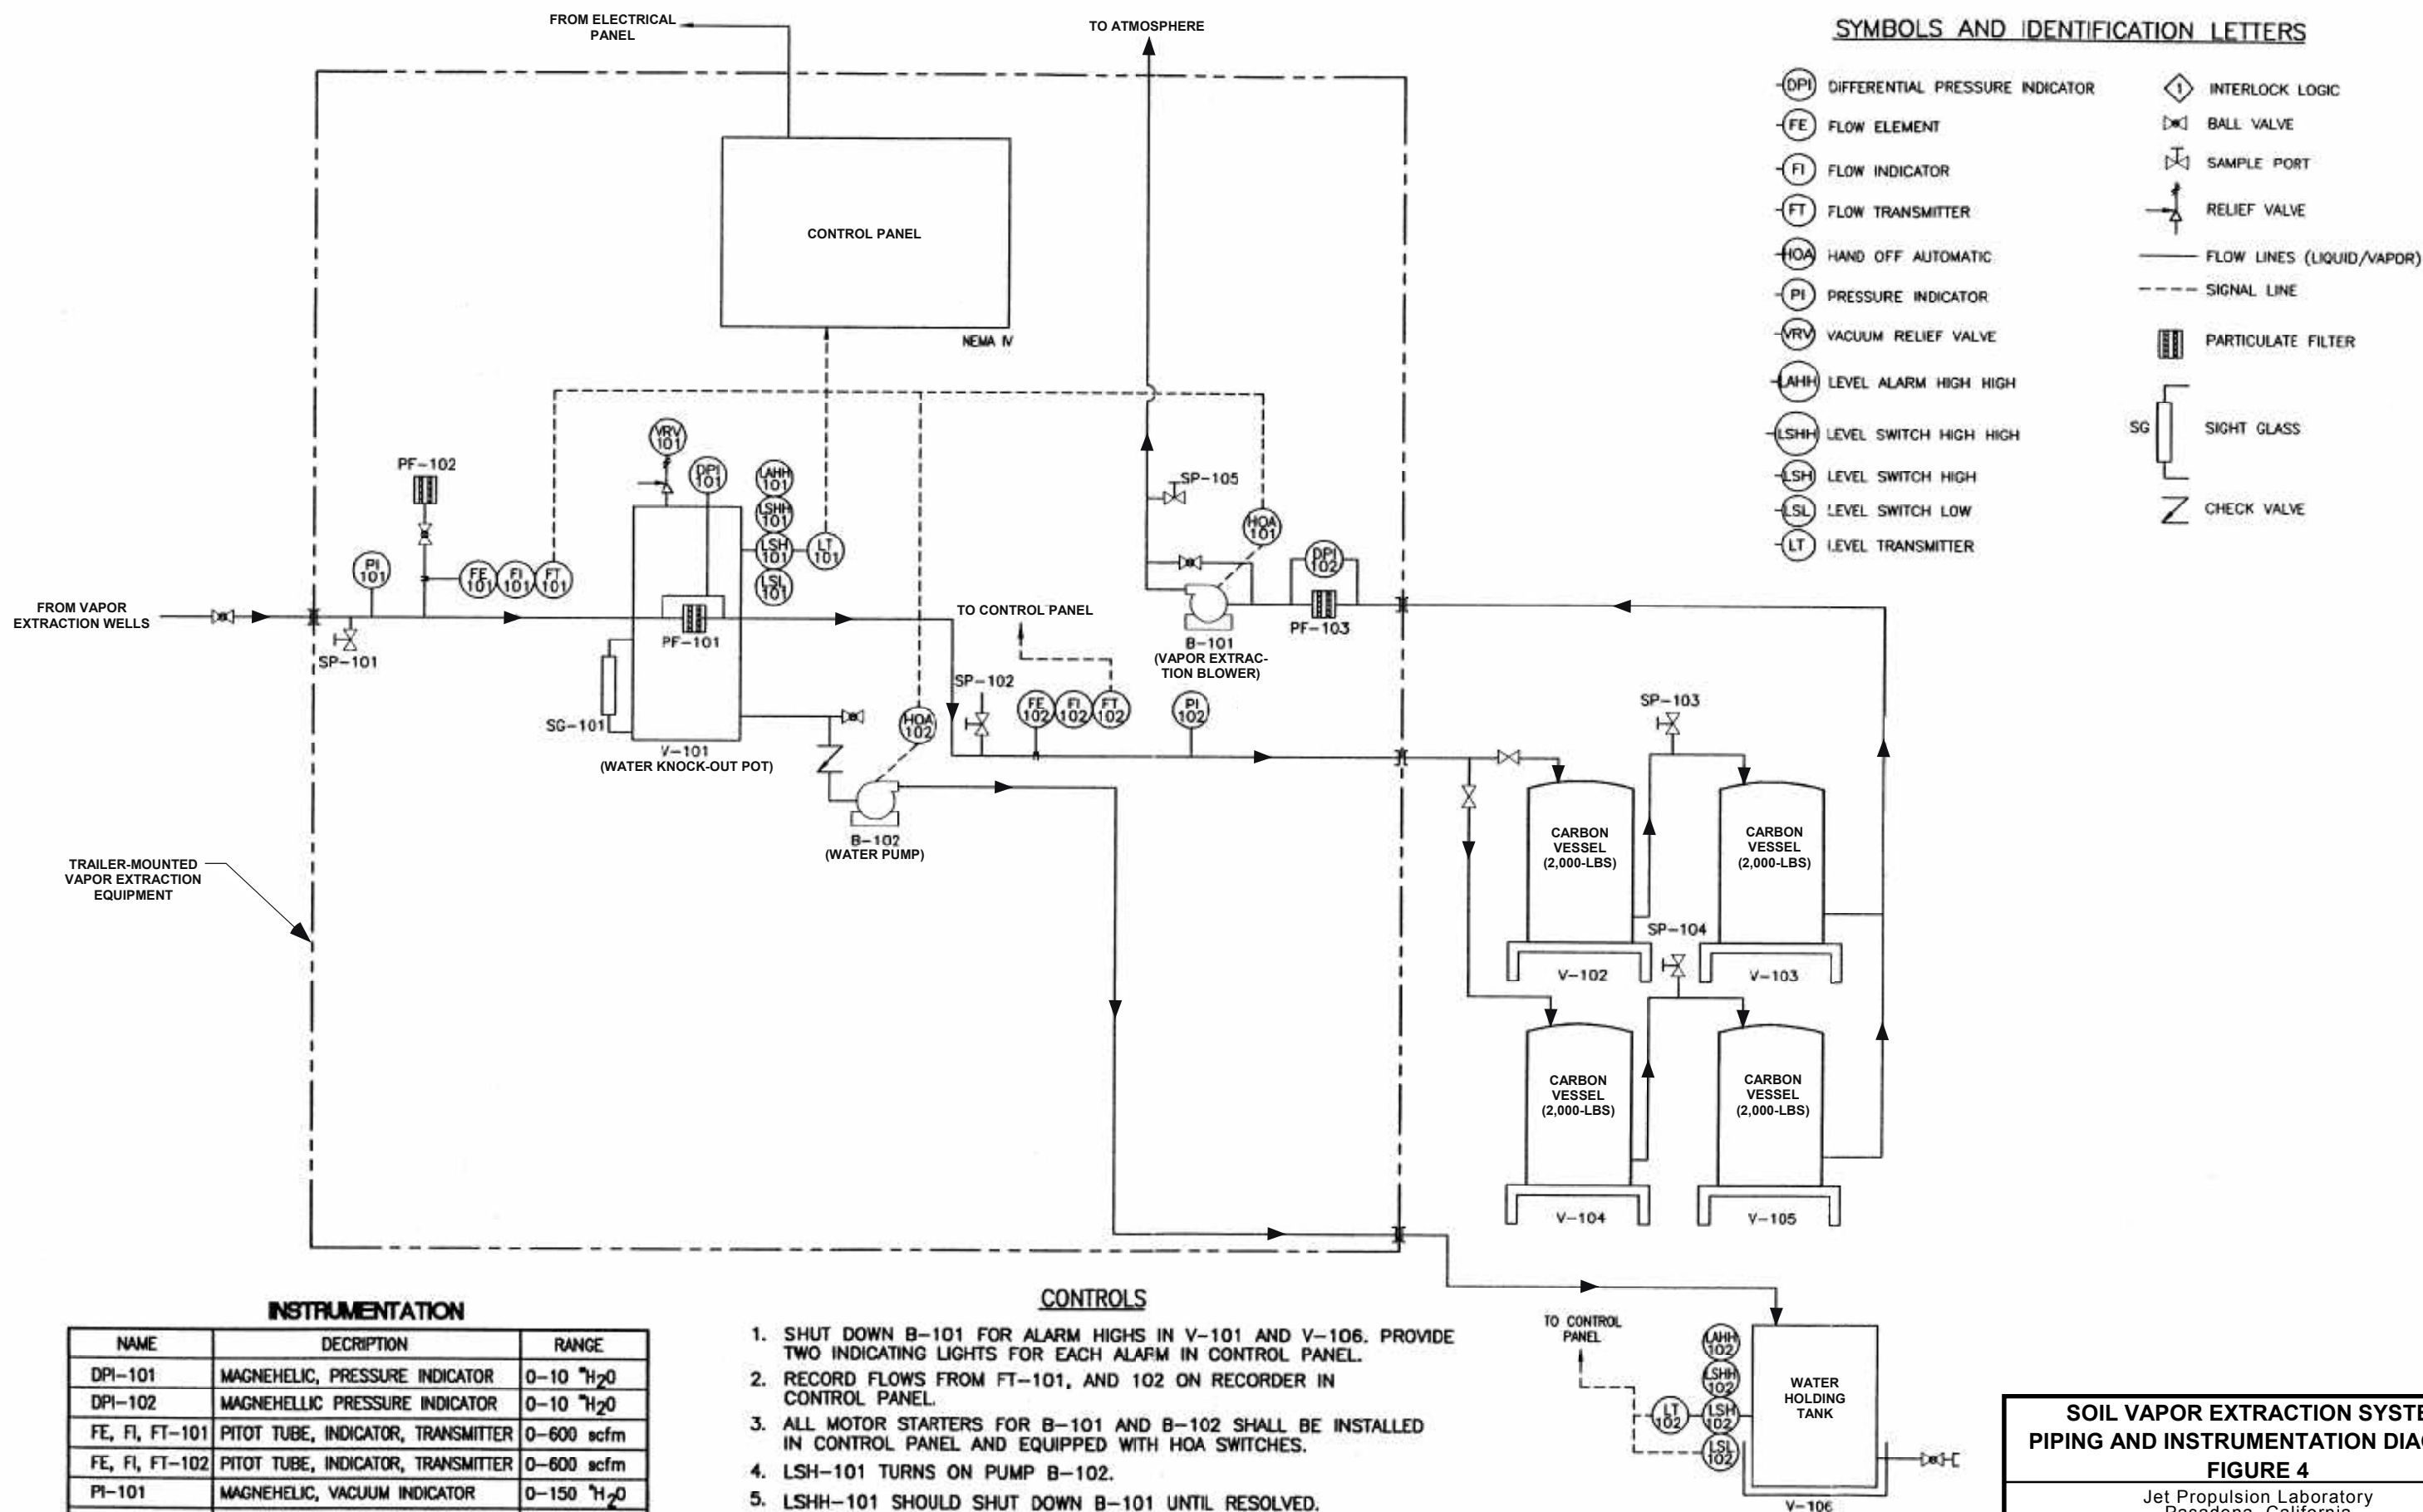 FROM ELECTRICAL
PANEL
TO ATMOSPHERE
CONTROL PANEL
NEMA IV
VRV
101
DPI
101
LAHH
101
LSHH
101
LSH
101
LSL
101
LT
101
PF-102
PI
101
FE
101
FI
101
FT
101
FROM VAPOR
EXTRACTION WELLS
SP-101
PF-101
SG-101
V-101
(WATER KNOCK-OUT POT)
HOA
102
B-102
(WATER PUMP)
TO CONTROL PANEL
SP-102
FE
102
FI
102
FT
102
PI
102
SP-105
HOA
101
DPI
102
B-101
(VAPOR EXTRAC-
TION BLOWER)
PF-103
TRAILER-MOUNTED
VAPOR EXTRACTION
EQUIPMENT
SP-103
CARBON
VESSEL
(2,000-LBS)
V-102
CARBON
VESSEL
(2,000-LBS)
V-103
SP-104
CARBON
VESSEL
(2,000-LBS)
V-104
CARBON
VESSEL
(2,000-LBS)
V-105
TO CONTROL
PANEL
LAHH
102
LSHH
102
LT
102
LSH
102
LSL
102
WATER
HOLDING
TANK
V-106
SYMBOLS AND IDENTIFICATION LETTERS
DPI DIFFERENTIAL PRESSURE INDICATOR
FE FLOW ELEMENT
FI FLOW INDICATOR
FT FLOW TRANSMITTER
HOA HAND OFF AUTOMATIC
PI PRESSURE INDICATOR
VRV VACUUM RELIEF VALVE
LAHH LEVEL ALARM HIGH HIGH
LSHH LEVEL SWITCH HIGH HIGH
LSH LEVEL SWITCH HIGH
LSL LEVEL SWITCH LOW
LT LEVEL TRANSMITTER
1 INTERLOCK LOGIC
BALL VALVE
SAMPLE PORT
RELIEF VALVE
FLOW LINES (LIQUID/VAPOR)
SIGNAL LINE
PARTICULATE FILTER
SG SIGHT GLASS
CHECK VALVE
INSTRUMENTATION
NAME DECRIPTION RANGE
DPI-101 MAGNEHELIC, PRESSURE INDICATOR 0-10 "H2O
DPI-102 MAGNEHELLIC PRESSURE INDICATOR 0-10 "H2O
FE, FI, FT-101 PITOT TUBE, INDICATOR, TRANSMITTER 0-600 scfm
FE, FI, FT-102 PITOT TUBE, INDICATOR, TRANSMITTER 0-600 scfm
PI-101 MAGNEHELIC, VACUUM INDICATOR 0-150 "H2O
CONTROLS
1. SHUT DOWN B-101 FOR ALARM HIGHS IN V-101 AND V-106. PROVIDE
TWO INDICATING LIGHTS FOR EACH ALARM IN CONTROL PANEL.
2. RECORD FLOWS FROM FT-101, AND 102 ON RECORDER IN
CONTROL PANEL.
3. ALL MOTOR STARTERS FOR B-101 AND B-102 SHALL BE INSTALLED
IN CONTROL PANEL AND EQUIPPED WITH HOA SWITCHES.
4. LSH-101 TURNS ON PUMP B-102.
5. LSHH-101 SHOULD SHUT DOWN B-101 UNTIL RESOLVED.
SOIL VAPOR EXTRACTION SYSTE
PIPING AND INSTRUMENTATION DIA
FIGURE 4
Jet Propulsion Laboratory
Pasadena, California